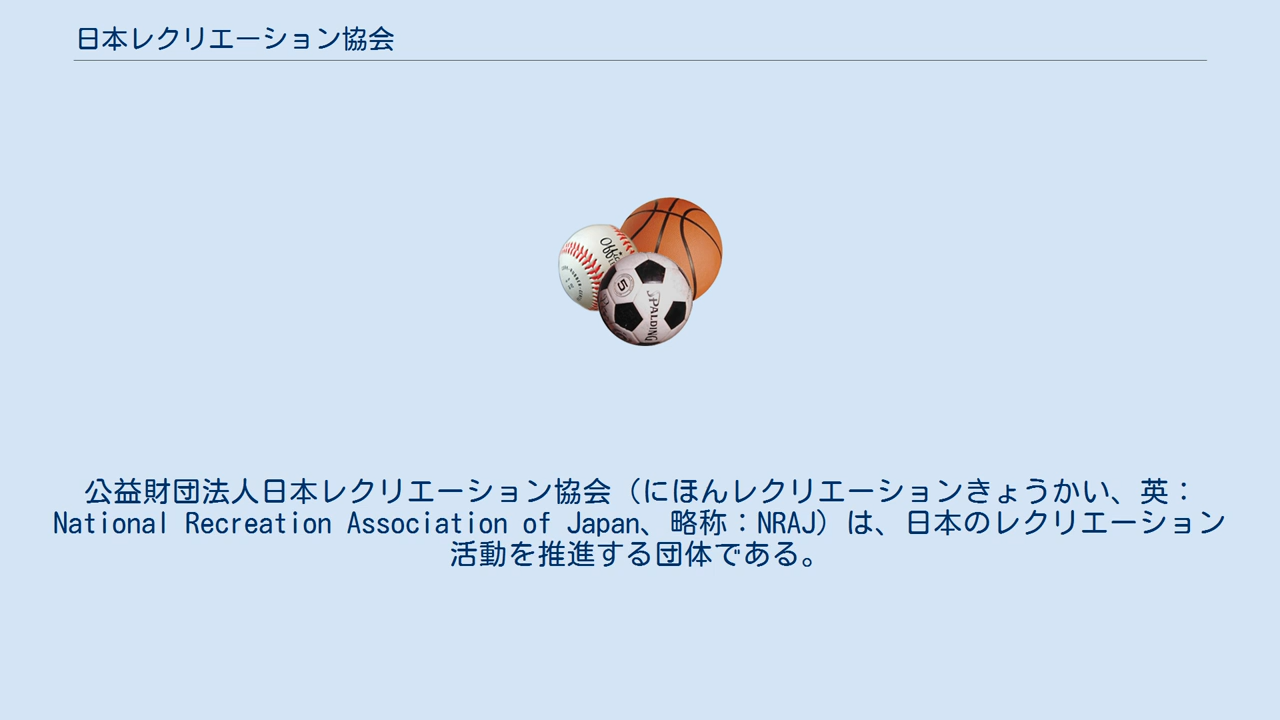 日本レクリエーション協会
Offic
5
SPALDING
公益財団法人日本レクリエーション協会（にほんレクリエーションきょうかい、英：
National Recreation Association of Japan、略称：NRAJ）は、日本のレクリエーション
活動を推進する団体である。